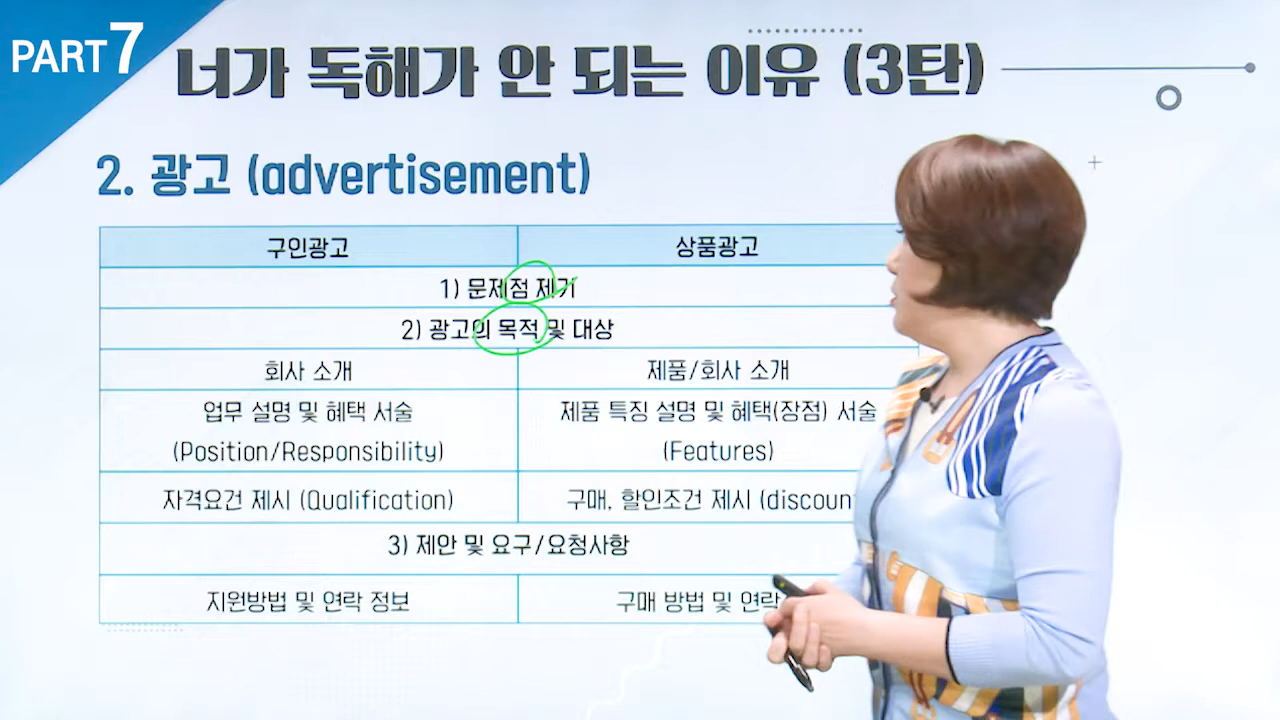 PART7
너가 독해가 안 되는 이유 (3탄)
2. 광고 (advertisement)
구인광고 상품광고
1) 문제점 제기
2) 광고의 목적 및 대상
회사 소개 제품/회사 소개
업무 설명 및 혜택 서술 제품 특징 설명 및 혜택(장점) 서술
(Position/Responsibility) (Features)
자격요건 제시 (Qualification) 구매, 할인조건 제시 (discoun
3) 제안 및 요구/요청사항
지원방법 및 연락 정보 구매 방법 및 연락